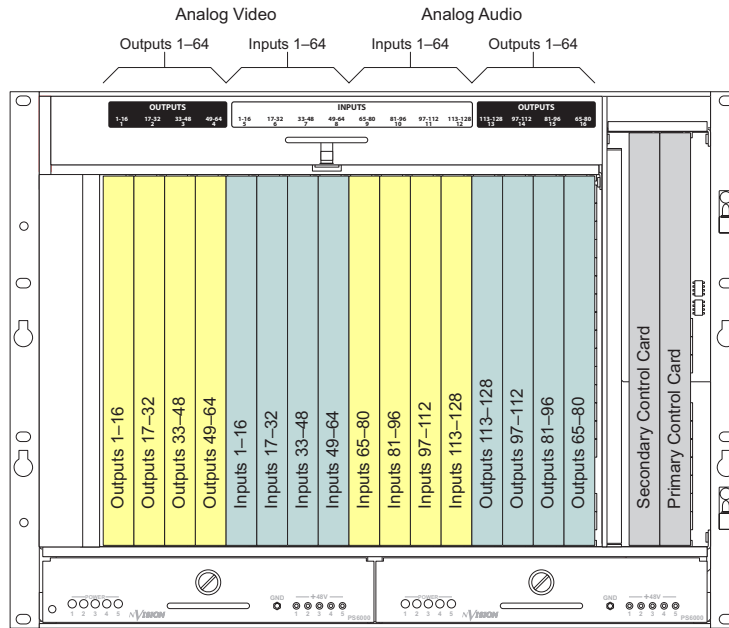 Analog Video Analog Audio
Outputs 1–64 Inputs 1–64 Inputs 1–64 Outputs 1–64
OUTPUTS INPUTS OUTPUTS
1-16 17-32 33-48 49-64 1-16 17-32 33-48 49-64 65-80 81-96 97-112 113-128 113-128 97-112 81-96 65-80
1 2 3 4 5 6 7 8 9 10 11 12 13 14 15 16
Outputs 1–16
Outputs 17–32
Outputs 33–48
Outputs 49–64
Inputs 1–16
Inputs 17–32
Inputs 33–48
Inputs 49–64
Inputs 65–80
Inputs 81–96
Inputs 97–112
Inputs 113–128
Outputs 113–128
Outputs 97–112
Outputs 81–96
Outputs 65–80
Secondary Control Card
Primary Control Card
POWER GND +48V POWER GND +48V
1 2 3 4 5 NVISION 1 2 3 4 5 PS6000 1 2 3 4 5 NVISION 1 2 3 4 5 PS6000